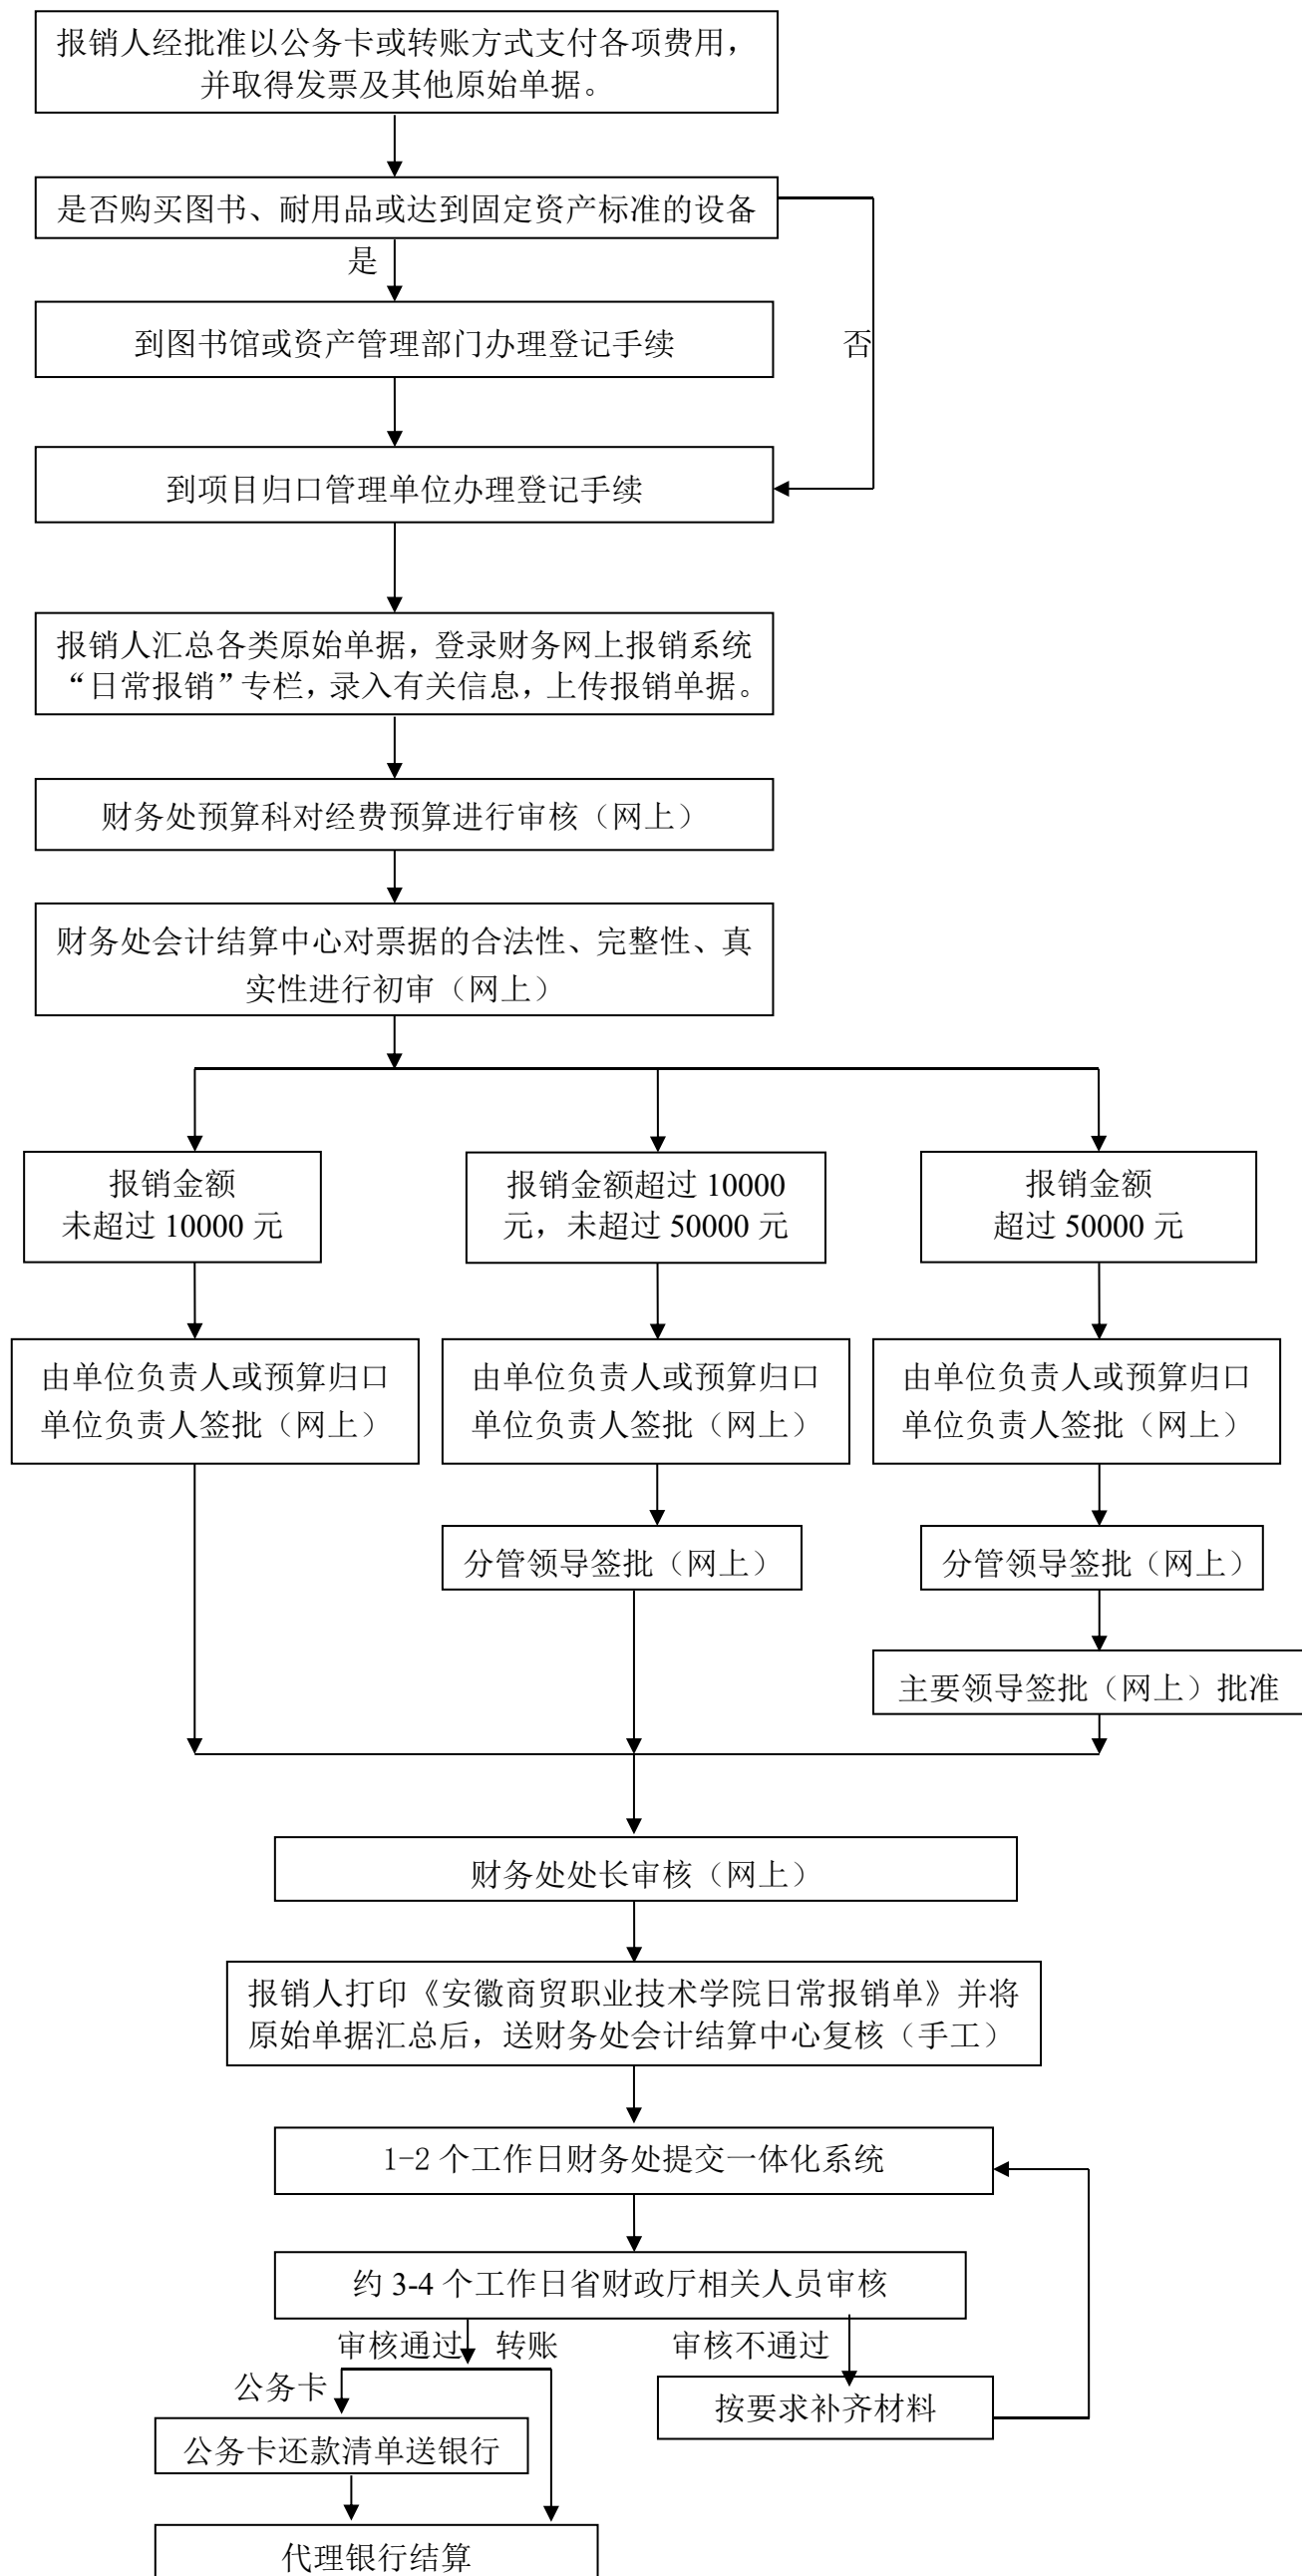 报销人经批准以公务卡或转账方式支付各项费用，
并取得发票及其他原始单据。
是否购买图书、耐用品或达到固定资产标准的设备
是
到图书馆或资产管理部门办理登记手续
否
到项目归口管理单位办理登记手续
报销人汇总各类原始单据，登录财务网上报销系统
“日常报销”专栏，录入有关信息，上传报销单据。
财务处预算科对经费预算进行审核（网上）
财务处会计结算中心对票据的合法性、完整性、真
实性进行初审（网上）
报销金额
未超过 10000 元
报销金额超过 10000
元，未超过 50000 元
报销金额
超过 50000 元
由单位负责人或预算归口
单位负责人签批（网上）
由单位负责人或预算归口
单位负责人签批（网上）
由单位负责人或预算归口
单位负责人签批（网上）
分管领导签批（网上）
分管领导签批（网上）
主要领导签批（网上）批准
财务处处长审核（网上）
报销人打印《安徽商贸职业技术学院日常报销单》并将
原始单据汇总后，送财务处会计结算中心复核（手工）
1-2 个工作日财务处提交一体化系统
约 3-4 个工作日省财政厅相关人员审核
审核通过
转账
审核不通过
公务卡
按要求补齐材料
公务卡还款清单送银行
代理银行结算